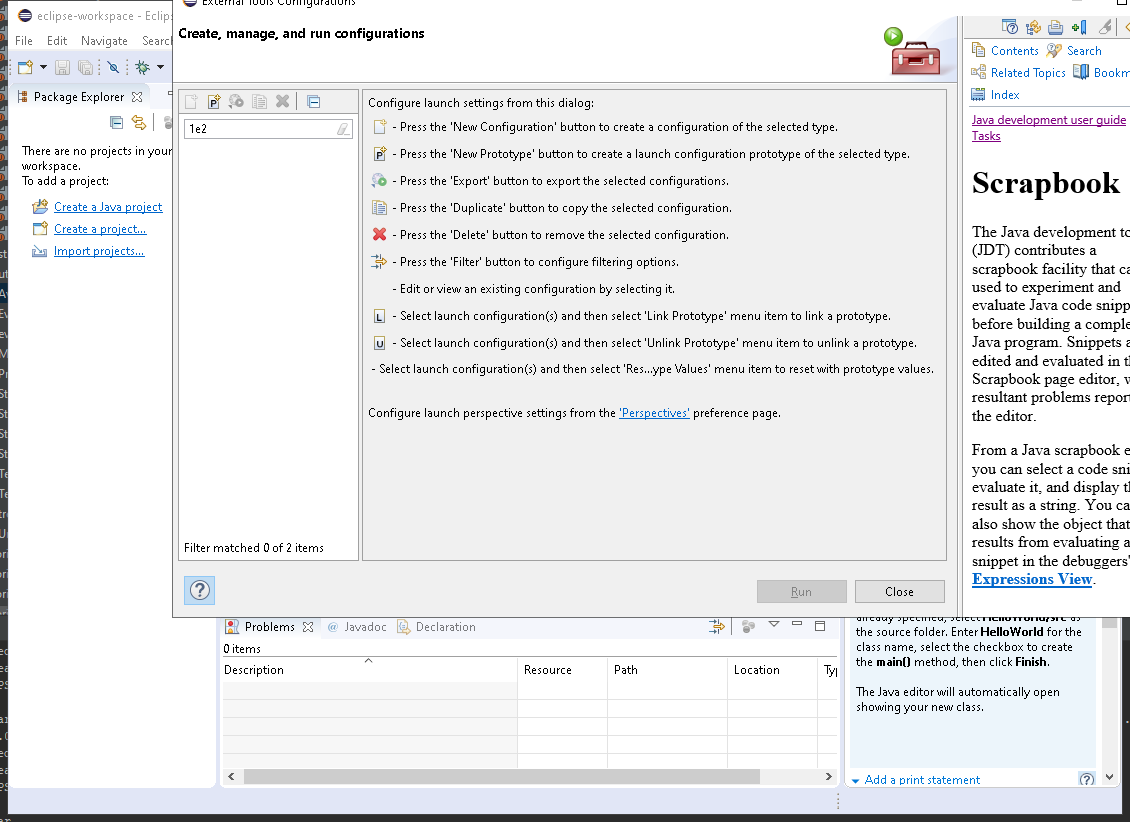 eclipse-workspace - Eclips
External Tools Configurations
File Edit Navigate Search
Create, manage, and run configurations
Package Explorer
There are no projects in your
workspace.
To add a project:
Create a Java project
Create a project...
Import projects...
1e2
Filter matched 0 of 2 items
Configure launch settings from this dialog:
- Press the 'New Configuration' button to create a configuration of the selected type.
- Press the 'New Prototype' button to create a launch configuration prototype of the selected type.
- Press the 'Export' button to export the selected configurations.
- Press the 'Duplicate' button to copy the selected configuration.
- Press the 'Delete' button to remove the selected configuration.
- Press the 'Filter' button to configure filtering options.
- Edit or view an existing configuration by selecting it.
- Select launch configuration(s) and then select 'Link Prototype' menu item to link a prototype.
- Select launch configuration(s) and then select 'Unlink Prototype' menu item to unlink a prototype.
- Select launch configuration(s) and then select 'Res...ype Values' menu item to reset with prototype values.
Configure launch perspective settings from the 'Perspectives' preference page.
Run Close
Contents Search
Related Topics Bookm
Index
Java development user guide
Tasks
Scrapbook
The Java development to
(JDT) contributes a
scrapbook facility that ca
used to experiment and
evaluate Java code snipp
before building a comple
Java program. Snippets a
edited and evaluated in th
Scrapbook page editor, w
resultant problems report
the editor.
From a Java scrapbook e
you can select a code sni
evaluate it, and display th
result as a string. You ca
also show the object that
results from evaluating a
snippet in the debuggers'
Expressions View.
Problems @ Javadoc Declaration
0 items
Description Resource Path Location Typ
already specified, select HelloWorld/src as
the source folder. Enter HelloWorld for the
class name, select the checkbox to create
the main() method, then click Finish.
The Java editor will automatically open
showing your new class.
Add a print statement